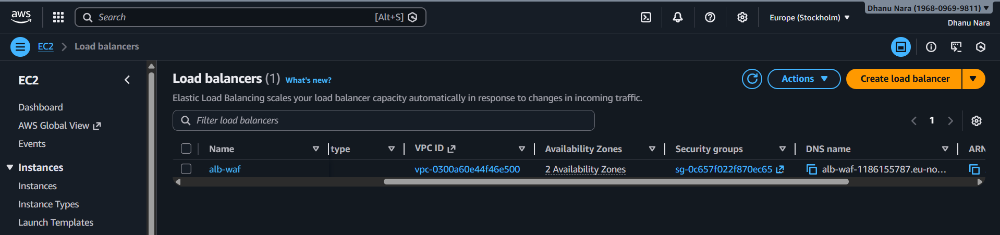 aws
Search [Alt+S]
Europe (Stockholm)
Dhanu Nara (1968-0969-9811)
Dhanu Nara
EC2 Load balancers
EC2
Dashboard
AWS Global View
Events
Instances
Instances
Instance Types
Launch Templates
Load balancers (1) What's new?
Actions
Create load balancer
Elastic Load Balancing scales your load balancer capacity automatically in response to changes in incoming traffic.
Filter load balancers
1
Name type VPC ID Availability Zones Security groups DNS name ARN
alb-waf vpc-0300a60e44f46e500 2 Availability Zones sg-0c657f022f870ec65 alb-waf-1186155787.eu-no...